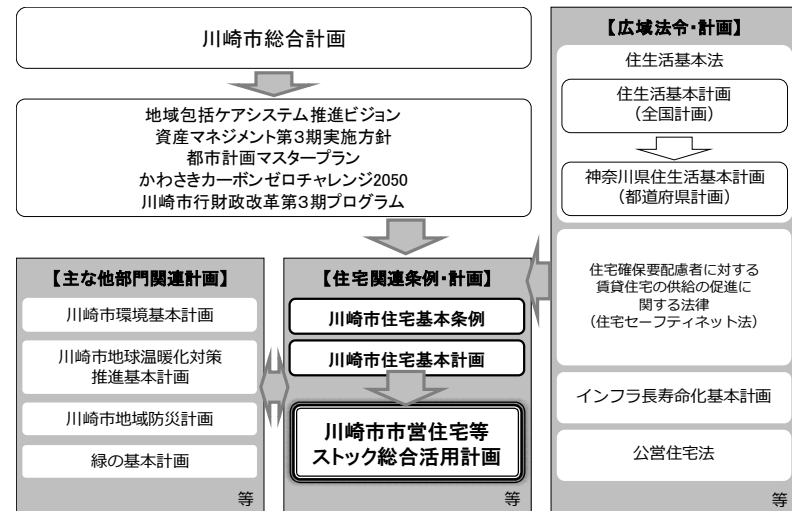 川崎市総合計画
地域包括ケアシステム推進ビジョン
資産マネジメント第3期実施方針
都市計画マスタープラン
かわさきカーボンゼロチャレンジ2050
川崎市行財政改革第3期プログラム
【主な他部門関連計画】
川崎市環境基本計画
川崎市地球温暖化対策
推進基本計画
川崎市地域防災計画
緑の基本計画
等
【住宅関連条例・計画】
川崎市住宅基本条例
川崎市住宅基本計画
川崎市市営住宅等
ストック総合活用計画
等
【広域法令・計画】
住生活基本法
住生活基本計画
（全国計画）
神奈川県住生活基本計画
（都道府県計画）
住宅確保要配慮者に対する
賃貸住宅の供給の促進に
関する法律
（住宅セーフティネット法）
インフラ長寿命化基本計画
公営住宅法
等